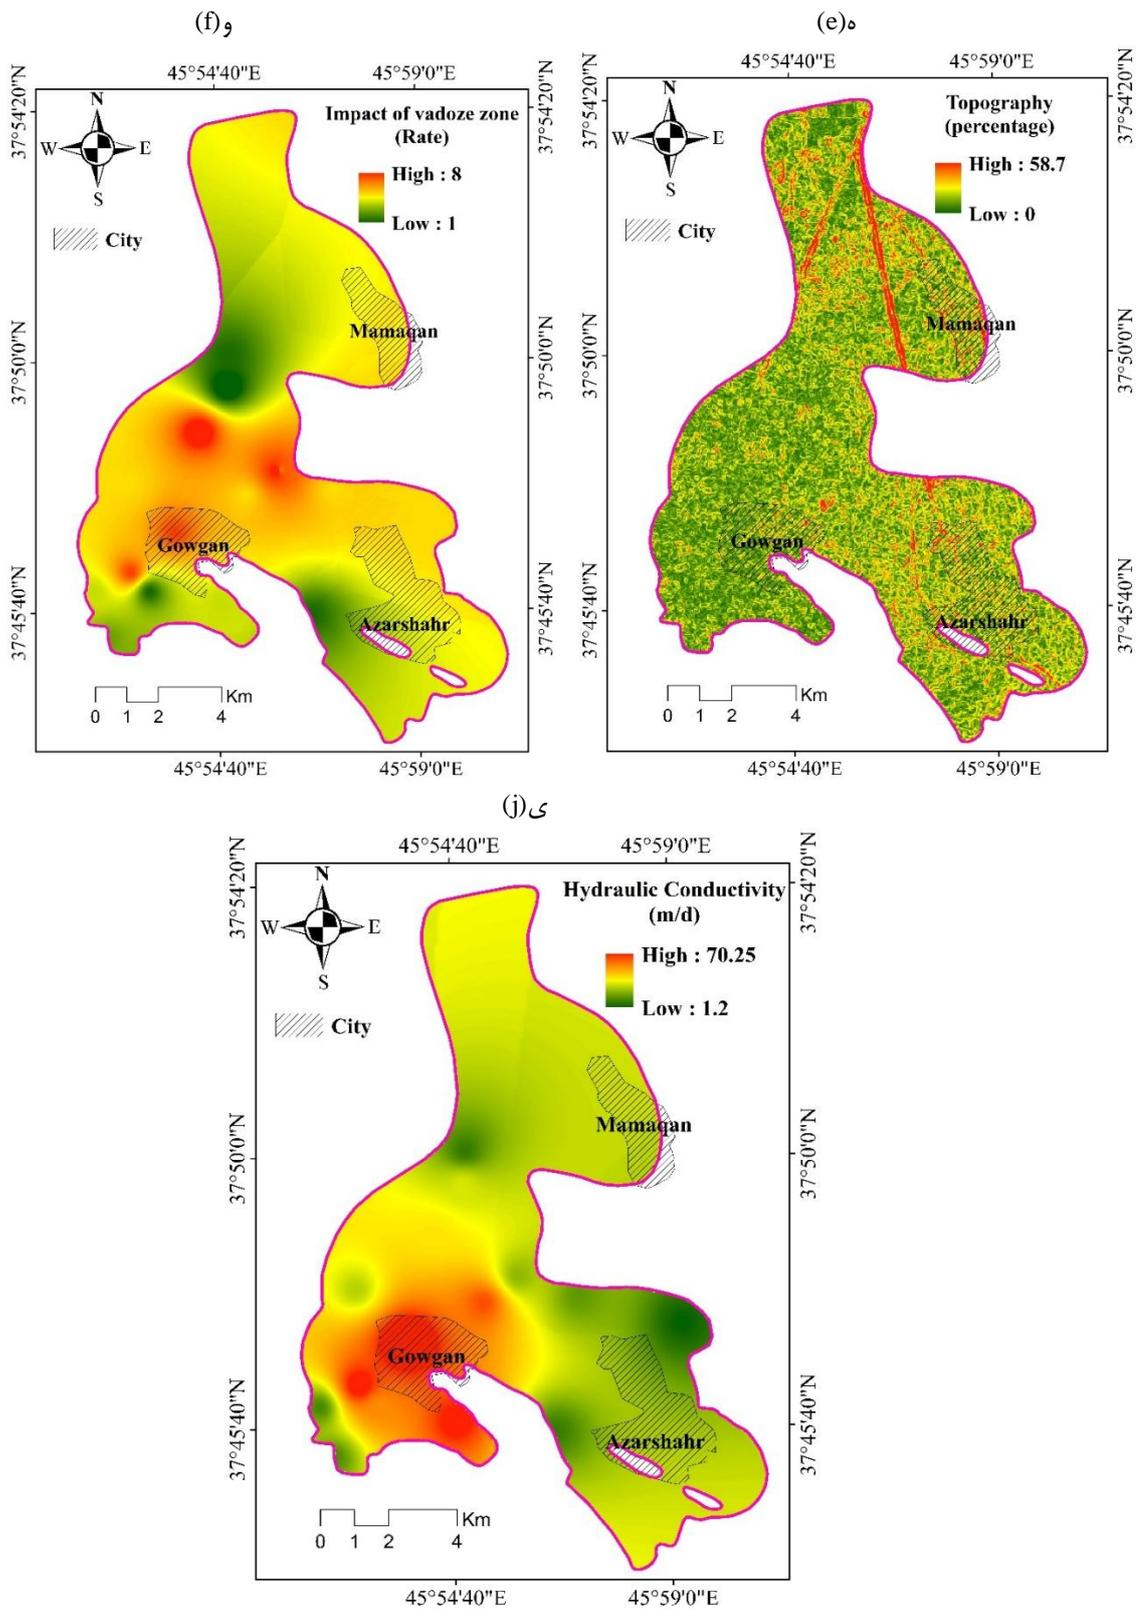 و(f)
45°54'40"E 45°59'0"E
37°54'20"N 37°54'20"N
N
W E
S
Impact of vadoze zone
(Rate)
High : 8
Low : 1
City
Mamaqan
37°50'0"N 37°50'0"N
Gowgan
Azarshahr
37°45'40"N 37°45'40"N
Km
0 1 2 4
45°54'40"E 45°59'0"E
ه(e)
45°54'40"E 45°59'0"E
37°54'20"N 37°54'20"N
N
W E
S
Topography
(percentage)
High : 58.7
Low : 0
City
Mamaqan
37°50'0"N 37°50'0"N
Gowgan
Azarshahr
37°45'40"N 37°45'40"N
Km
0 1 2 4
45°54'40"E 45°59'0"E
ی(j)
45°54'40"E 45°59'0"E
37°54'20"N 37°54'20"N
N
W E
S
Hydraulic Conductivity
(m/d)
High : 70.25
Low : 1.2
City
Mamaqan
37°50'0"N 37°50'0"N
Gowgan
Azarshahr
37°45'40"N 37°45'40"N
Km
0 1 2 4
45°54'40"E 45°59'0"E